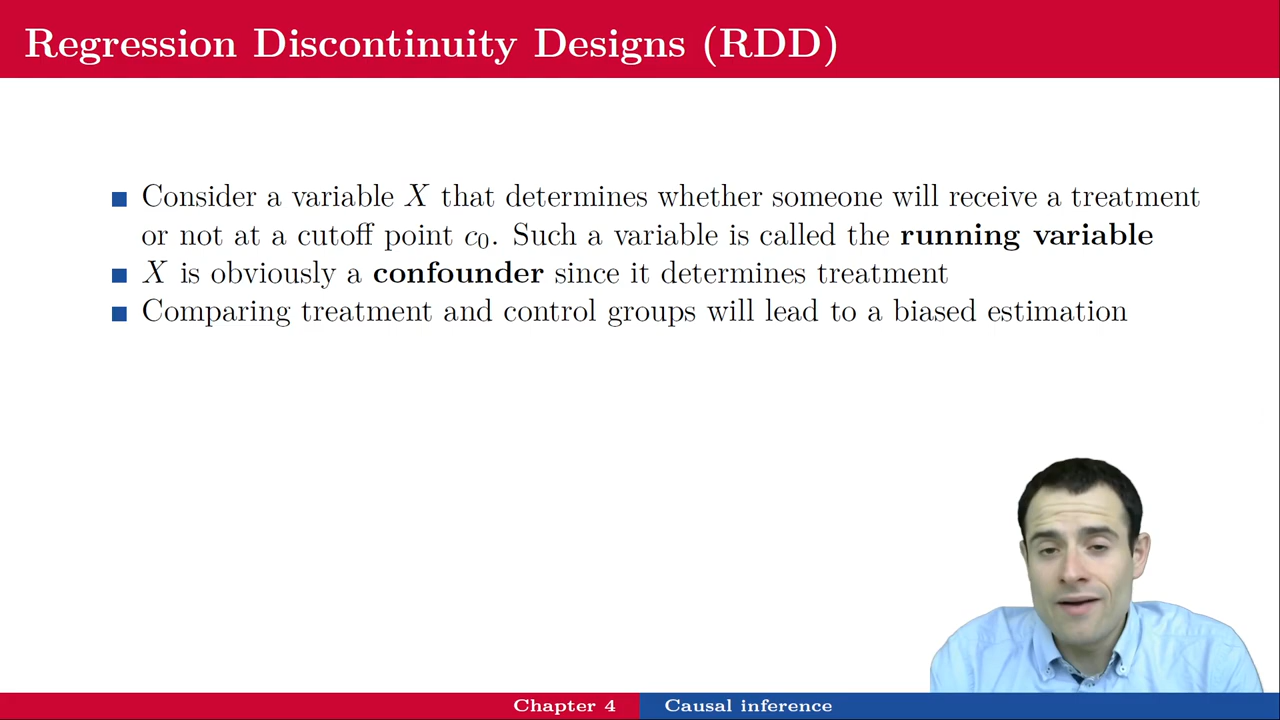 Regression Discontinuity Designs (RDD)
Consider a variable X that determines whether someone will receive a treatment
or not at a cutoff point c₀. Such a variable is called the running variable
X is obviously a confounder since it determines treatment
Comparing treatment and control groups will lead to a biased estimation
Chapter 4
Causal inference